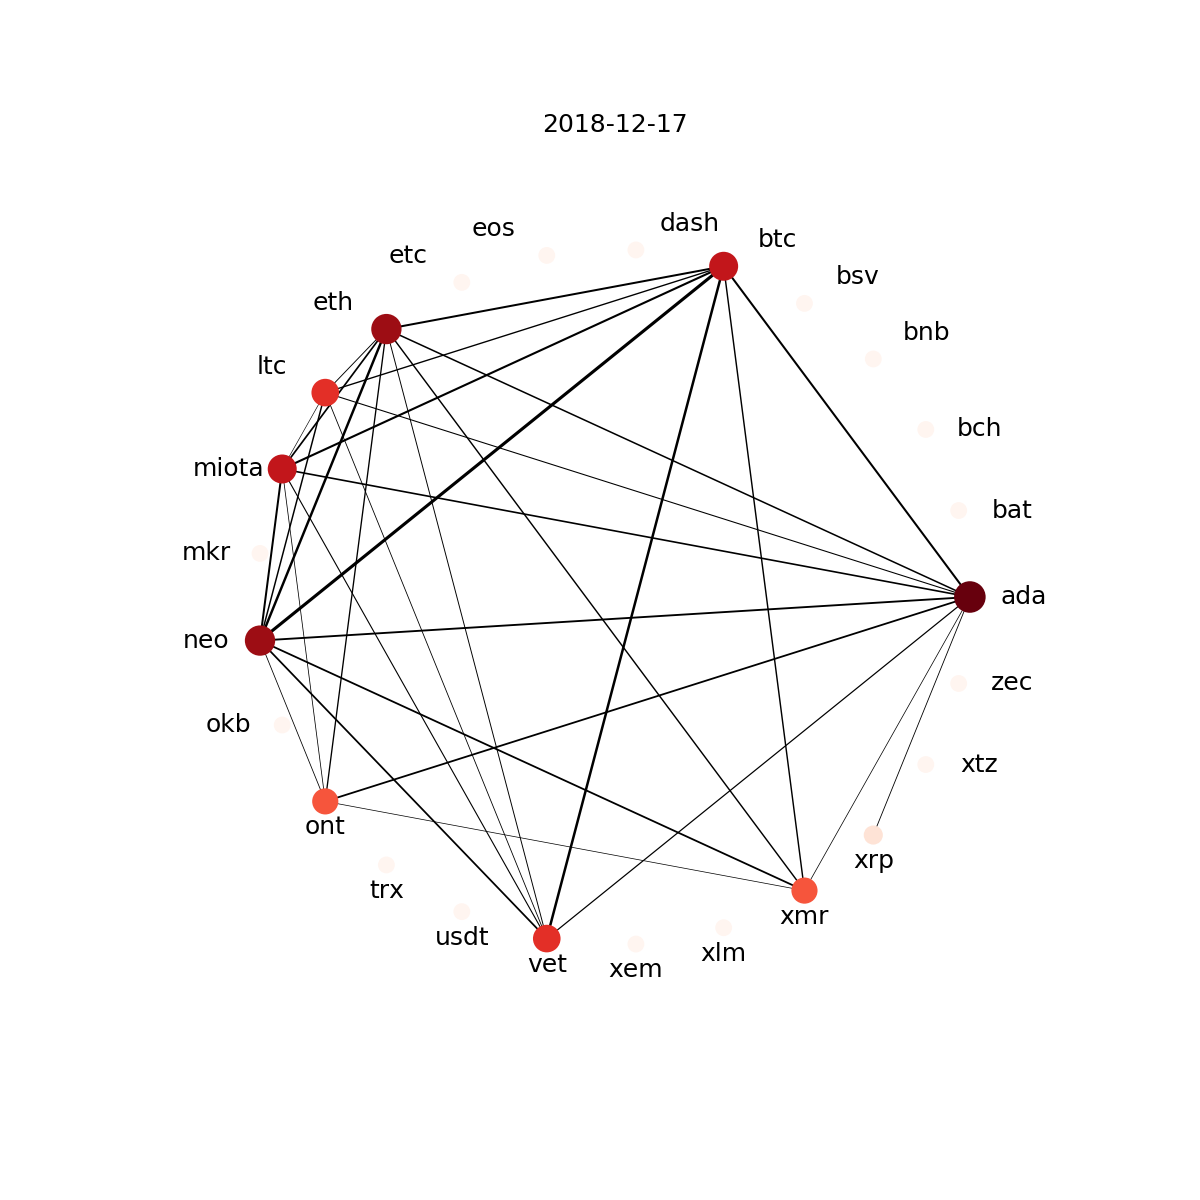 2018-12-17
dash
eos
btc
etc
bsv
eth
bnb
ltc
bch
miota
bat
mkr
ada
neo
zec
okb
xtz
ont
xrp
trx
xmr
usdt
xlm
vet
xem